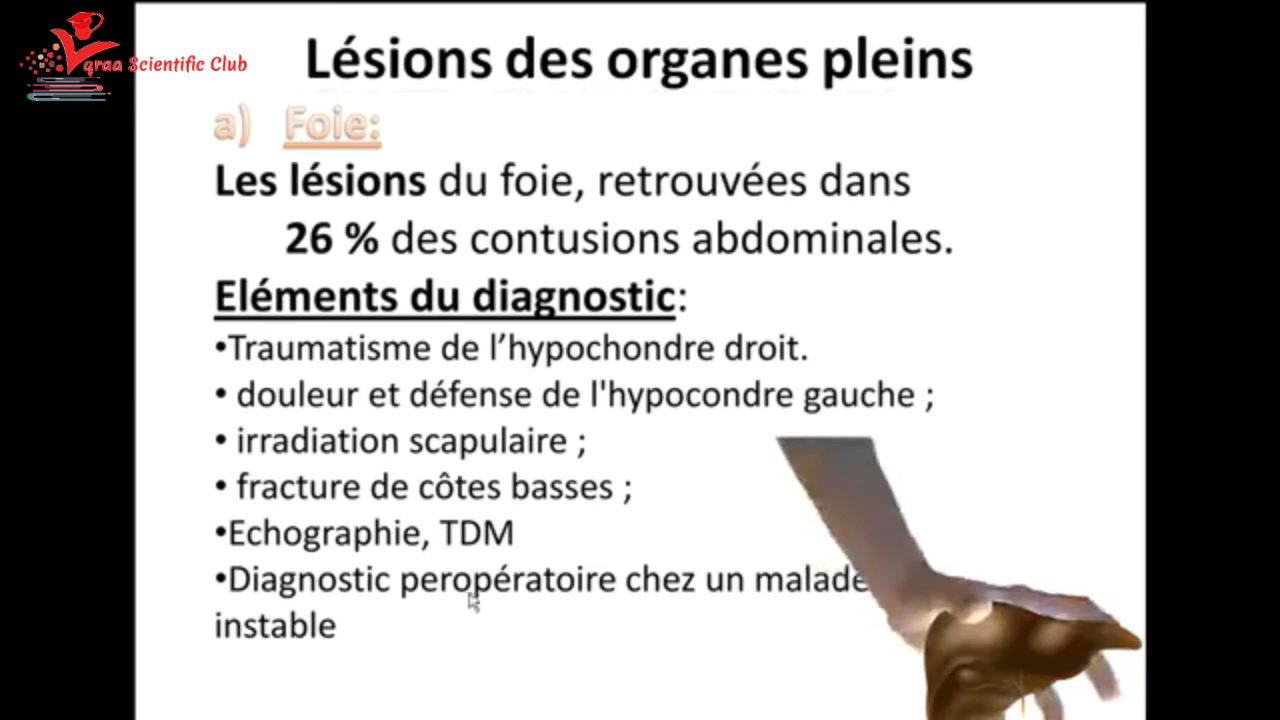 qraa Scientific Club
Lésions des organes pleins
a) Foie:
Les lésions du foie, retrouvées dans
26 % des contusions abdominales.
Eléments du diagnostic:
•Traumatisme de l’hypochondre droit.
• douleur et défense de l'hypocondre gauche ;
• irradiation scapulaire ;
• fracture de côtes basses ;
•Echographie, TDM
•Diagnostic peropératoire chez un malade
instable